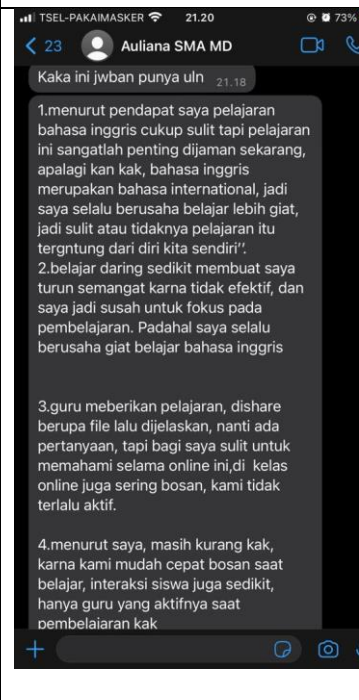 TSEL-PAKAIMASKER 21.20 73%
23 Auliana SMA MD
Kaka ini jwban punya uln 21.18
1.menurut pendapat saya pelajaran
bahasa inggris cukup sulit tapi pelajaran
ini sangatlah penting dijaman sekarang,
apalagi kan kak, bahasa inggris
merupakan bahasa international, jadi
saya selalu berusaha belajar lebih giat,
jadi sulit atau tidaknya pelajaran itu
tergntung dari diri kita sendiri’’.
2.belajar daring sedikit membuat saya
turun semangat karna tidak efektif, dan
saya jadi susah untuk fokus pada
pembelajaran. Padahal saya selalu
berusaha giat belajar bahasa inggris
3.guru meberikan pelajaran, dishare
berupa file lalu dijelaskan, nanti ada
pertanyaan, tapi bagi saya sulit untuk
memahami selama online ini,di kelas
online juga sering bosan, kami tidak
terlalu aktif.
4.menurut saya, masih kurang kak,
karna kami mudah cepat bosan saat
belajar, interaksi siswa juga sedikit,
hanya guru yang aktifnya saat
pembelajaran kak